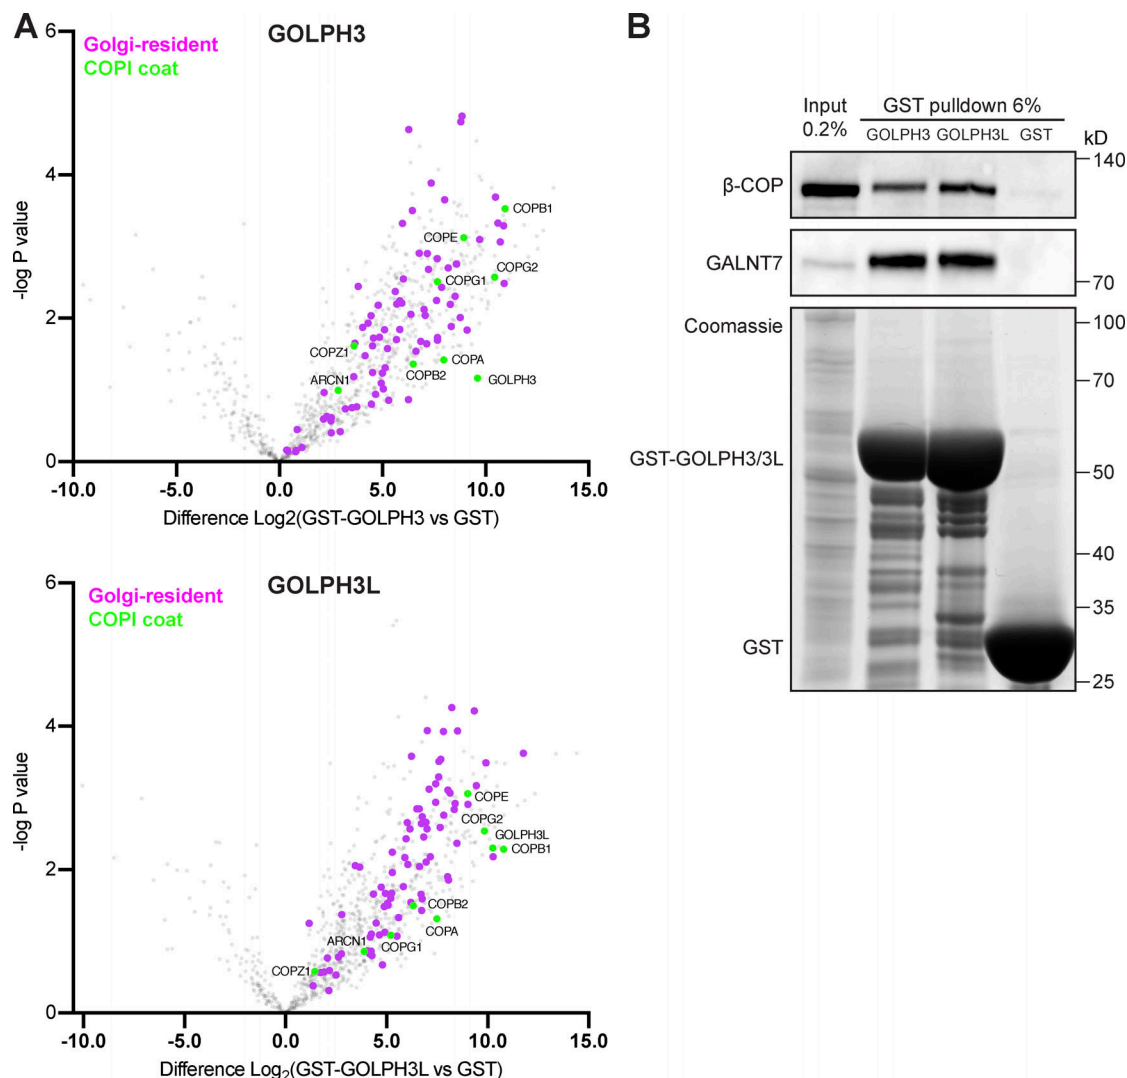 A
GOLPH3
Golgi-resident
COPI coat
6
4
2
0
-log P value
COPB1
COPE
COPG2
COPG1
COPZ1
COPA
COPB2
GOLPH3
ARCN1
-10.0 -5.0 0.0 5.0 10.0 15.0
Difference Log2(GST-GOLPH3 vs GST)
GOLPH3L
Golgi-resident
COPI coat
6
4
2
0
-log P value
COPE
COPG2
GOLPH3L
COPB1
COPB2
COPA
ARCN1
COPG1
COPZ1
-10.0 -5.0 0.0 5.0 10.0 15.0
Difference Log₂(GST-GOLPH3L vs GST)
B
Input
0.2%
GST pulldown 6%
GOLPH3 GOLPH3L GST
kD
140
β-COP
GALNT7
70
Coomassie
100
70
GST-GOLPH3/3L
50
40
35
GST
25